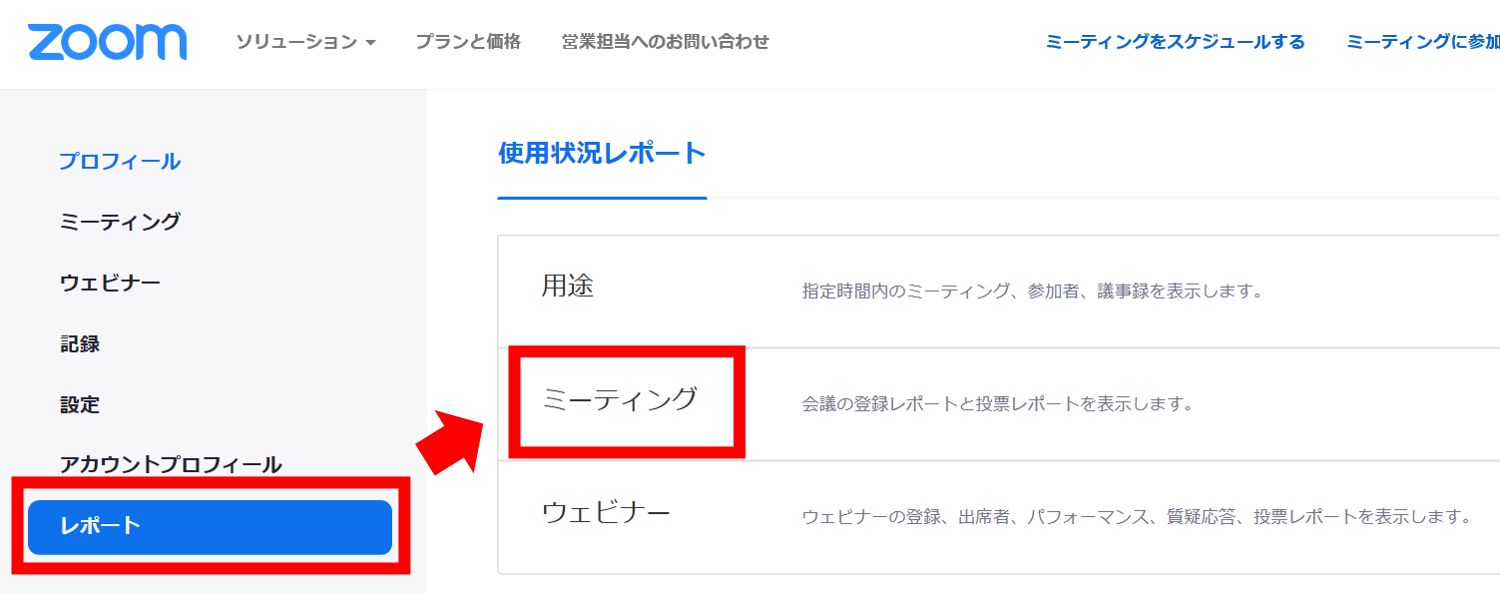 zoom
ソリューション
プランと価格
営業担当へのお問い合わせ
ミーティングをスケジュールする
ミーティングに参加
プロフィール
ミーティング
ウェビナー
記録
設定
アカウントプロフィール
レポート
使用状況レポート
用途
指定時間内のミーティング、参加者、議事録を表示します。
ミーティング
会議の登録レポートと投票レポートを表示します。
ウェビナー
ウェビナーの登録、出席者、パフォーマンス、質疑応答、投票レポートを表示します。